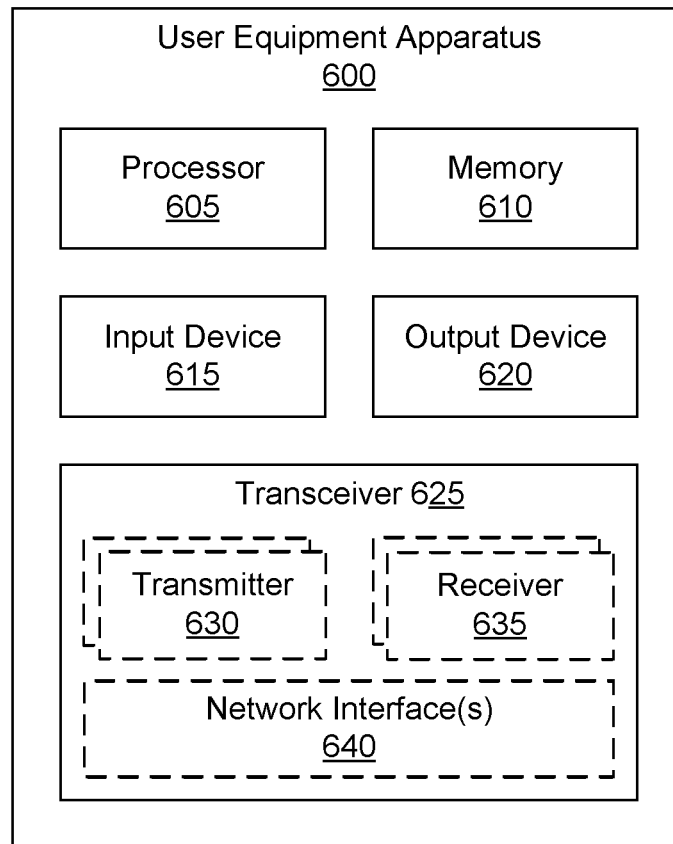 User Equipment Apparatus
600
Processor
605
Memory
610
Input Device
615
Output Device
620
Transceiver 625
Transmitter
630
Receiver
635
Network Interface(s)
640